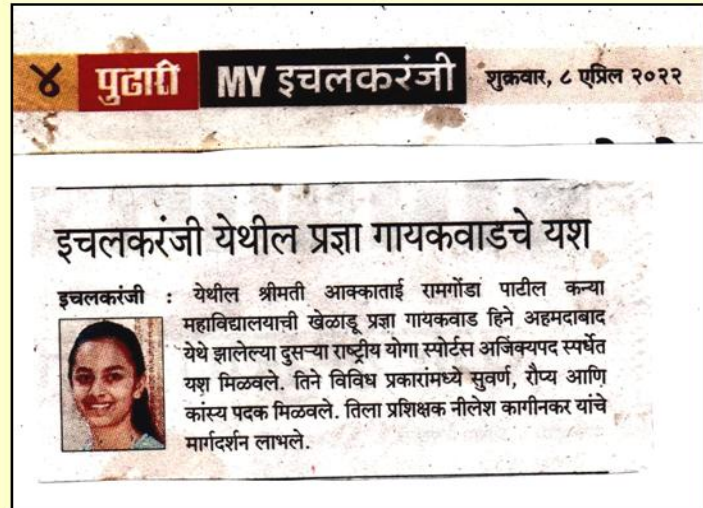 ४ पुढारी MY इचलकरंजी शुक्रवार, ८ एप्रिल २०२२
इचलकरंजी येथील प्रज्ञा गायकवाडचे यश
इचलकरंजी : येथील श्रीमती आक्काताई रामगोंडा पाटील कन्या
महाविद्यालयाची खेळाडू प्रज्ञा गायकवाड हिने अहमदाबाद
येथे झालेल्या दुसऱ्या राष्ट्रीय योगा स्पोर्टस अजिंक्यपद स्पर्धेत
यश मिळवले. तिने विविध प्रकारांमध्ये सुवर्ण, रौप्य आणि
कांस्य पदक मिळवले. तिला प्रशिक्षक नीलेश कागीनकर यांचे
मार्गदर्शन लाभले.